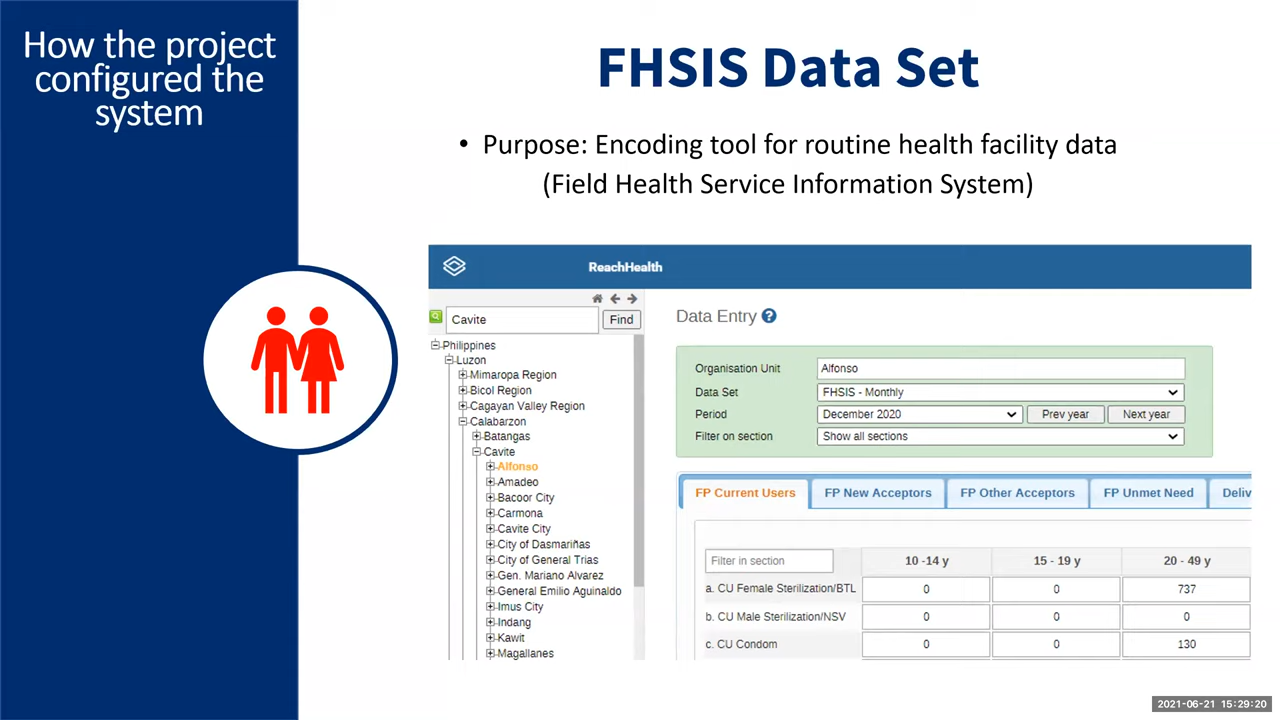 How the project
configured the
system
FHSIS Data Set
• Purpose: Encoding tool for routine health facility data
(Field Health Service Information System)
ReachHealth
Cavite
Find
Philippines
Luzon
Mimaropa Region
Bicol Region
Cagayan Valley Region
Calabarzon
Batangas
Cavite
Alfonso
Amadeo
Bacoor City
Carmona
Cavite City
City of Dasmariñas
City of General Trias
Gen. Mariano Alvarez
General Emilio Aguinaldo
Imus City
Indang
Kawit
Magallanes
Data Entry ?
Organisation Unit Alfonso
Data Set FHSIS - Monthly
Period December 2020 Prev year Next year
Filter on section Show all sections
FP Current Users FP New Acceptors FP Other Acceptors FP Unmet Need Deliv
Filter in section 10 -14 y 15 - 19 y 20 - 49 y
a. CU Female Sterilization/BTL 0 0 737
b. CU Male Sterilization/NSV 0 0 0
c. CU Condom 0 0 130
2021-06-21 15:29:20